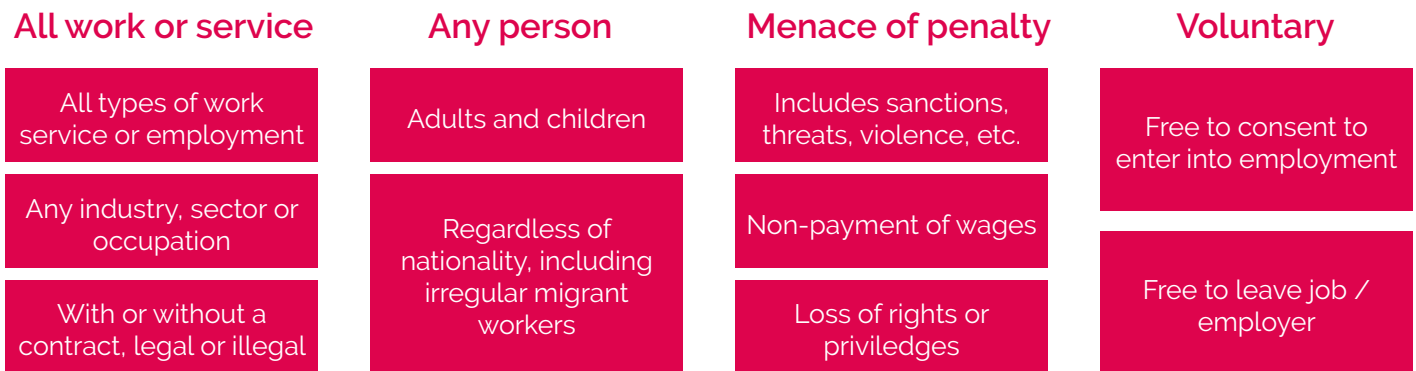 All work or service
All types of work
service or employment
Any industry, sector or
occupation
With or without a
contract, legal or illegal
Any person
Adults and children
Regardless of
nationality, including
irregular migrant
workers
Menace of penalty
Includes sanctions,
threats, violence, etc.
Non-payment of wages
Loss of rights or
priviledges
Voluntary
Free to consent to
enter into employment
Free to leave job /
employer